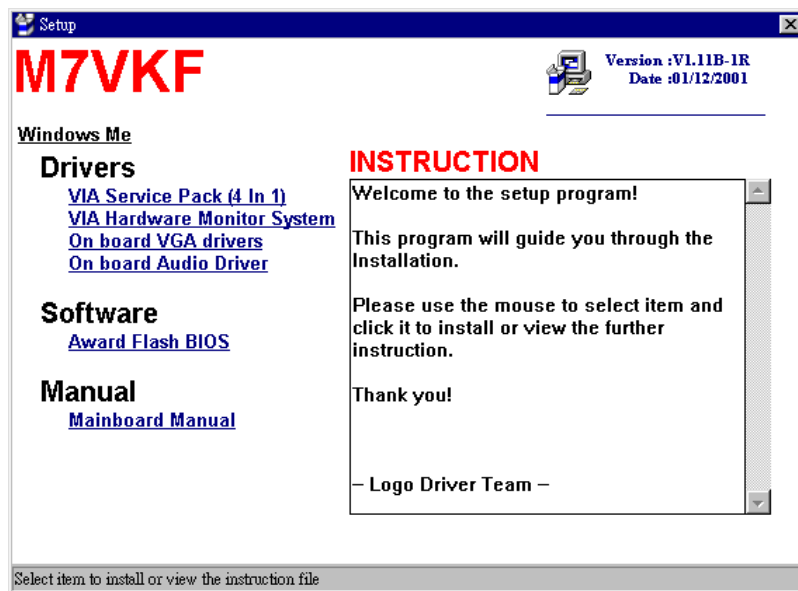 Setup
M7VKF
Version :V1.11B-1R
Date :01/12/2001
Windows Me
Drivers
VIA Service Pack (4 In 1)
VIA Hardware Monitor System
On board VGA drivers
On board Audio Driver
Software
Award Flash BIOS
Manual
Mainboard Manual
INSTRUCTION
Welcome to the setup program!
This program will guide you through the
Installation.
Please use the mouse to select item and
click it to install or view the further
instruction.
Thank you!
– Logo Driver Team –
Select item to install or view the instruction file